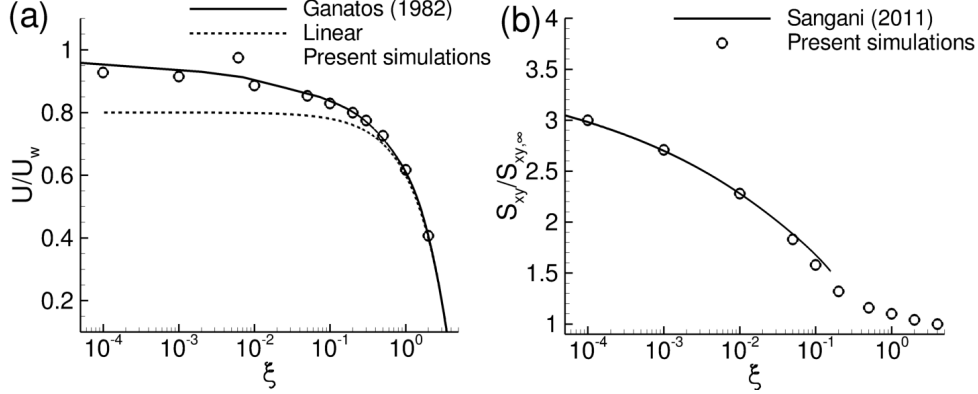 (a)
Ganatos (1982)
Linear
Present simulations
1
0.8
0.6
0.4
0.2
U/U_w
10^-4
10^-3
10^-2
10^-1
10^0
ξ
(b)
Sangani (2011)
Present simulations
4
3.5
3
2.5
2
1.5
1
S_xy/S_xy,∞
10^-4
10^-3
10^-2
10^-1
10^0
ξ